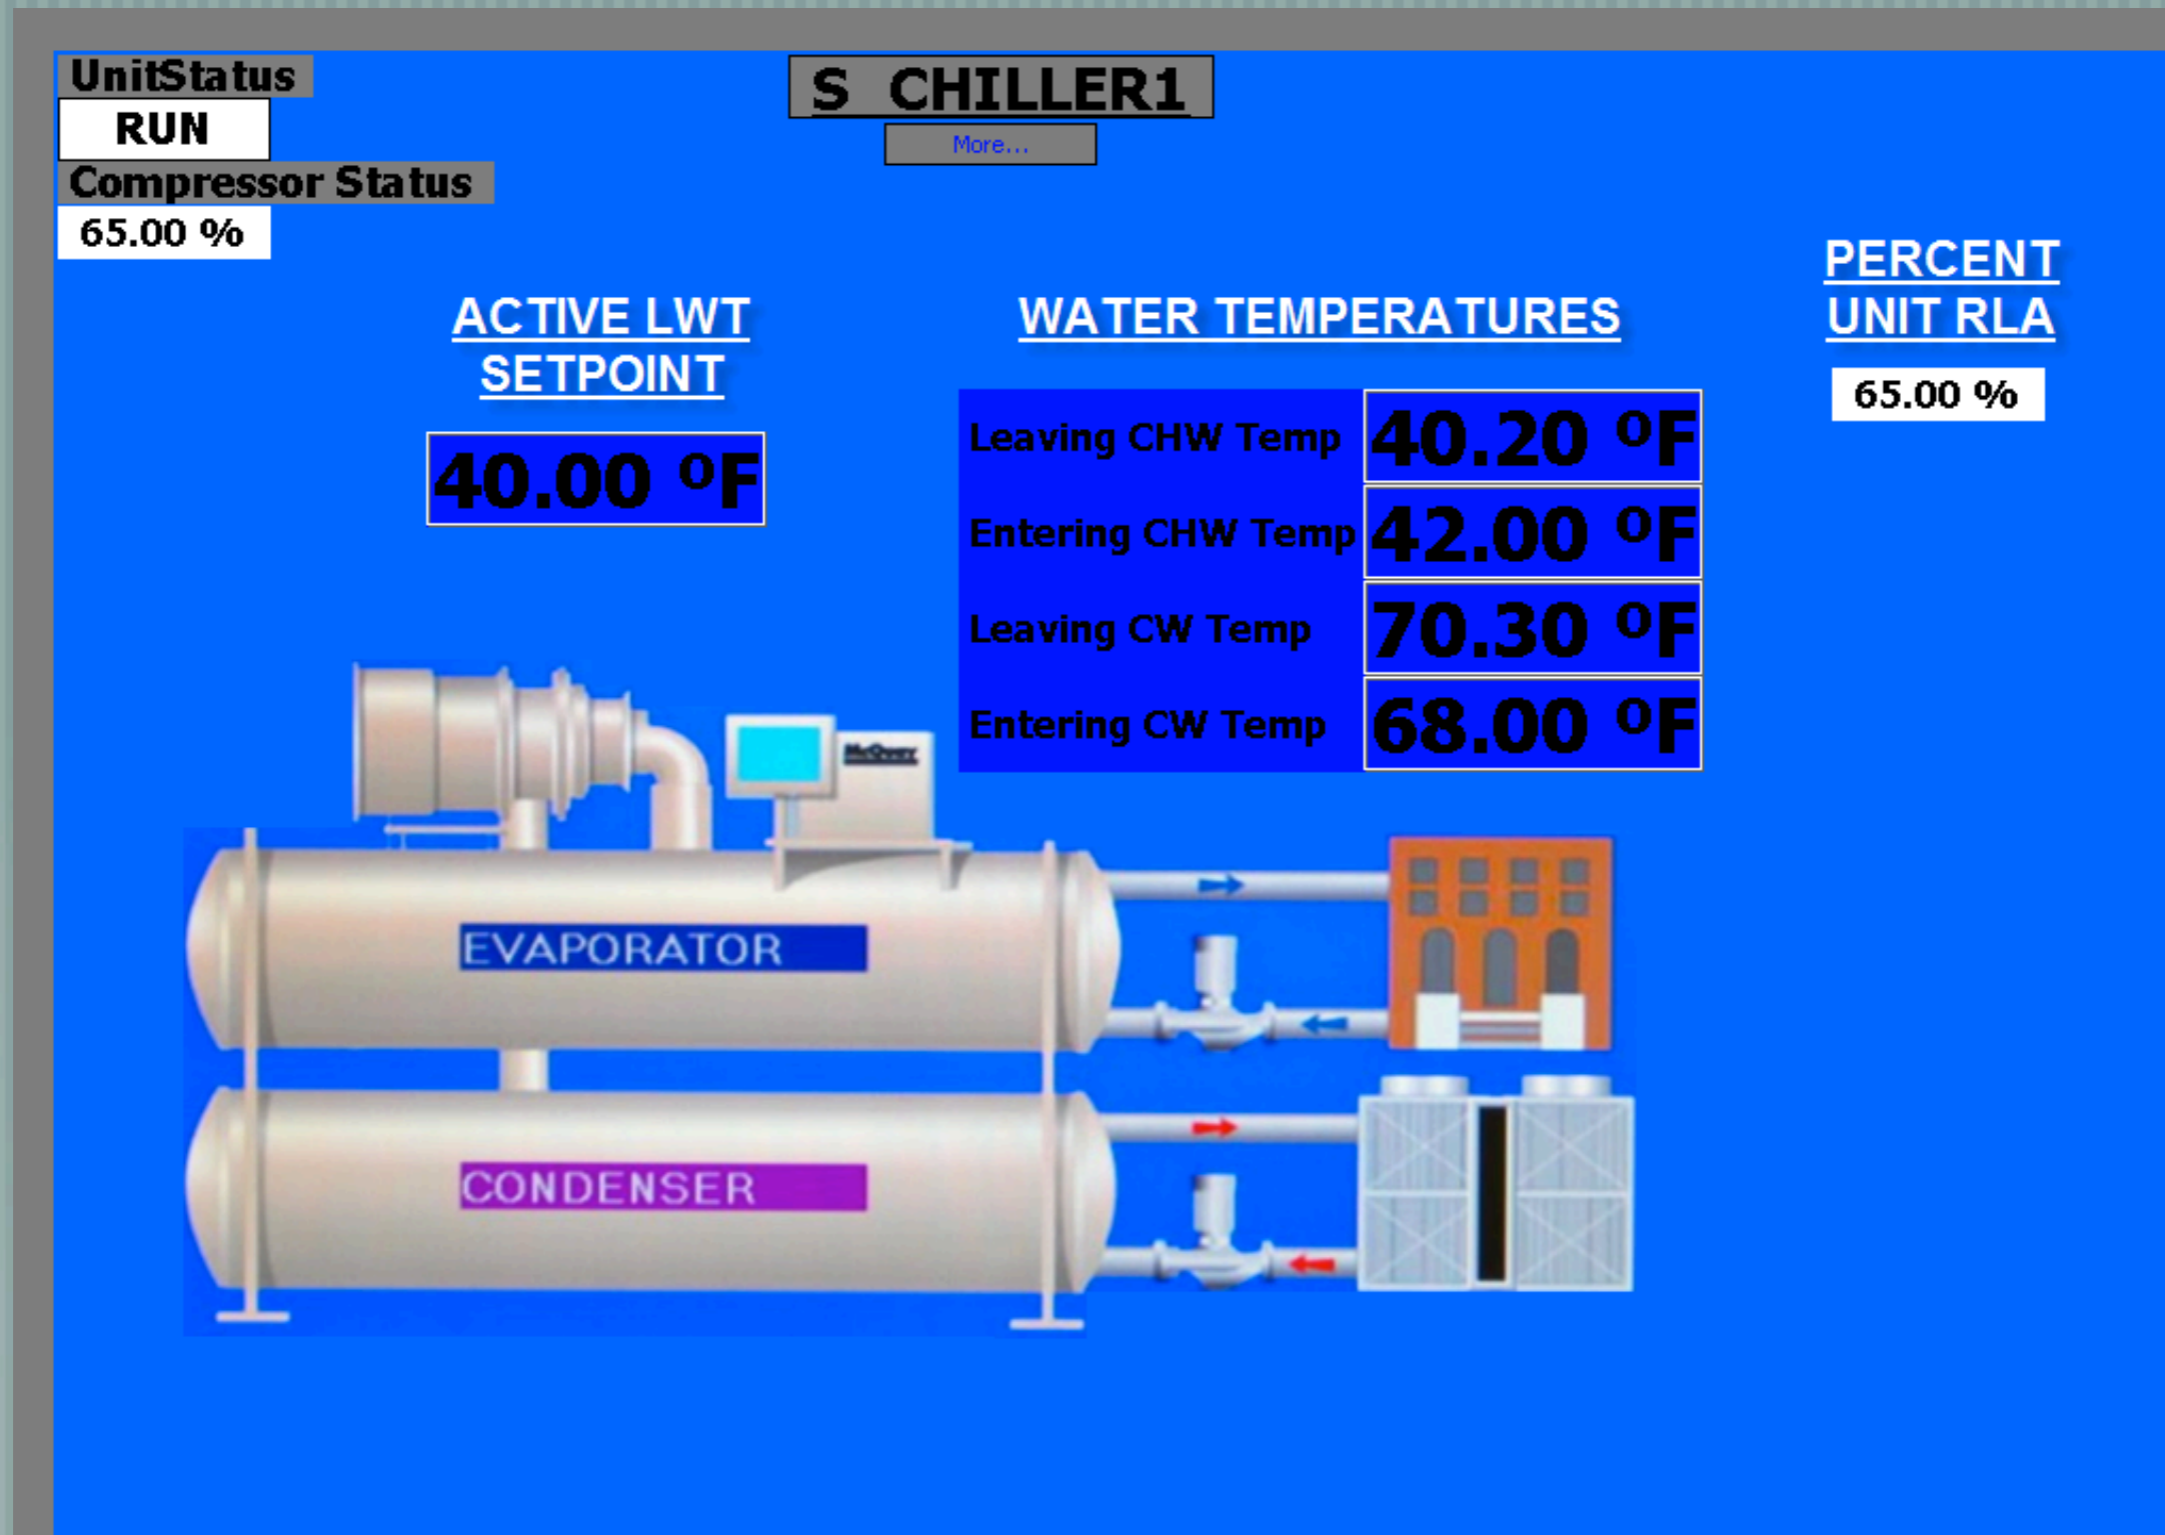 UnitStatus
RUN
Compressor Status
65.00 %
S CHILLER1
More...
ACTIVE LWT
SETPOINT
40.00 ºF
WATER TEMPERATURES
Leaving CHW Temp 40.20 ºF
Entering CHW Temp 42.00 ºF
Leaving CW Temp 70.30 ºF
Entering CW Temp 68.00 ºF
PERCENT
UNIT RLA
65.00 %
McQuay
EVAPORATOR
CONDENSER